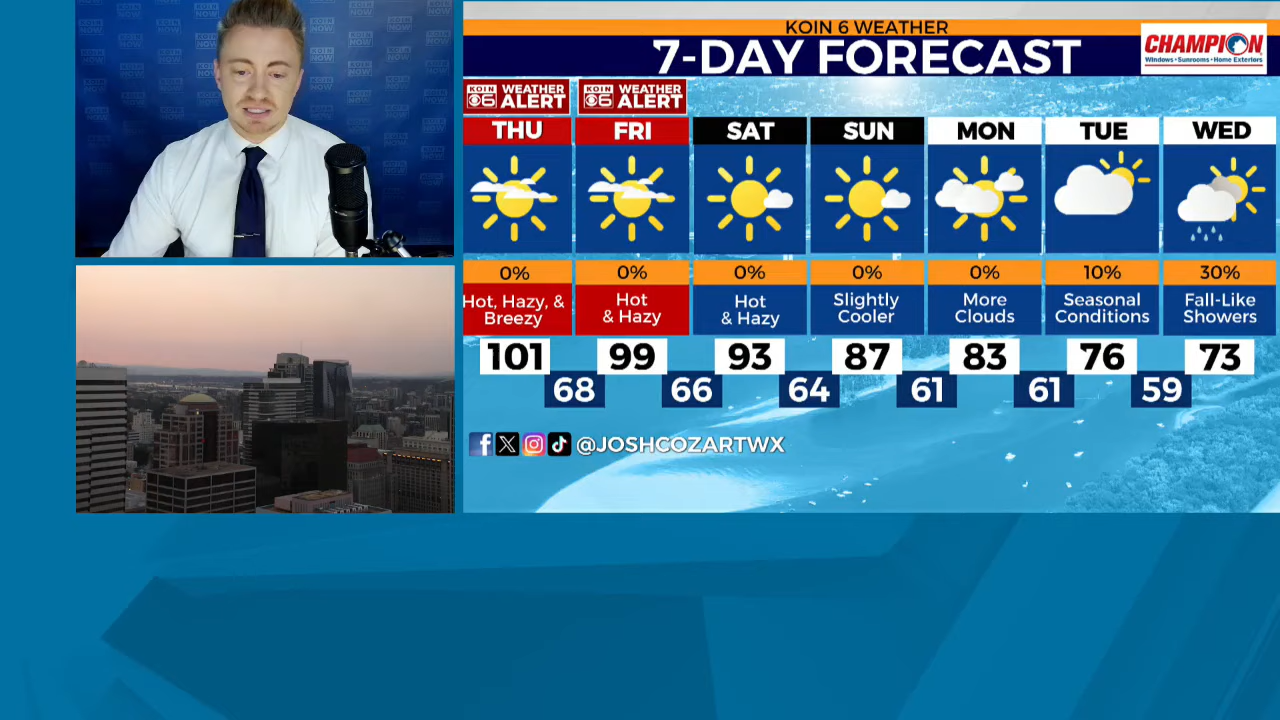 KOIN 6 WEATHER
7-DAY FORECAST
CHAMPION
Windows • Sunrooms • Home Exteriors
KOIN 6 WEATHER ALERT
KOIN 6 WEATHER ALERT
THU FRI SAT SUN MON TUE WED
0% 0% 0% 0% 0% 10% 30%
Hot, Hazy, &
Breezy
Hot
& Hazy
Hot
& Hazy
Slightly
Cooler
More
Clouds
Seasonal
Conditions
Fall-Like
Showers
101 99 93 87 83 76 73
68 66 64 61 61 59
@JOSHCOZARTWX
KOIN
NOW